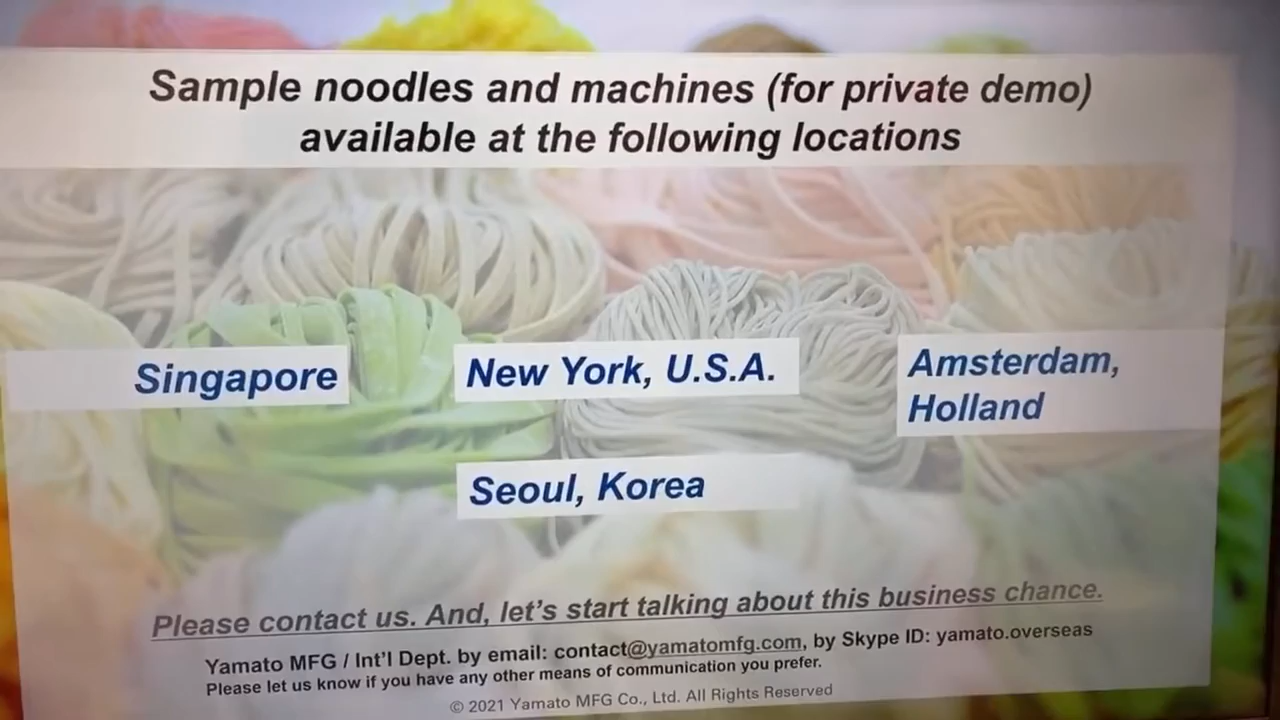 Sample noodles and machines (for private demo)
available at the following locations
Singapore
New York, U.S.A.
Amsterdam,
Holland
Seoul, Korea
Please contact us. And, let's start talking about this business chance.
Yamato MFG / Int'l Dept. by email: contact@yamatomfg.com, by Skype ID: yamato.overseas
Please let us know if you have any other means of communication you prefer.
© 2021 Yamato MFG Co., Ltd. All Rights Reserved